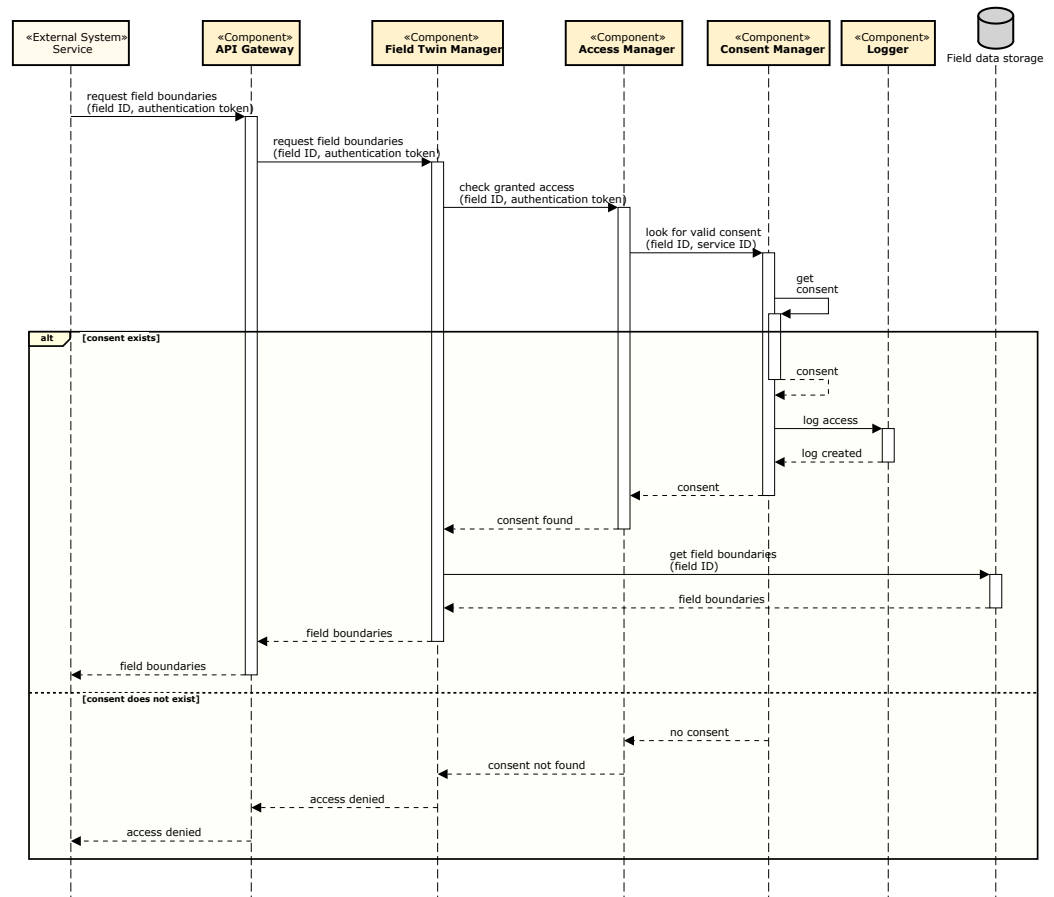 «External System»
Service
«Component»
API Gateway
«Component»
Field Twin Manager
«Component»
Access Manager
«Component»
Consent Manager
«Component»
Logger
Field data storage
request field boundaries
(field ID, authentication token)
request field boundaries
(field ID, authentication token)
check granted access
(field ID, authentication token)
look for valid consent
(field ID, service ID)
get
consent
alt
[consent exists]
consent
log access
log created
consent
consent found
get field boundaries
(field ID)
field boundaries
field boundaries
field boundaries
[consent does not exist]
no consent
consent not found
access denied
access denied